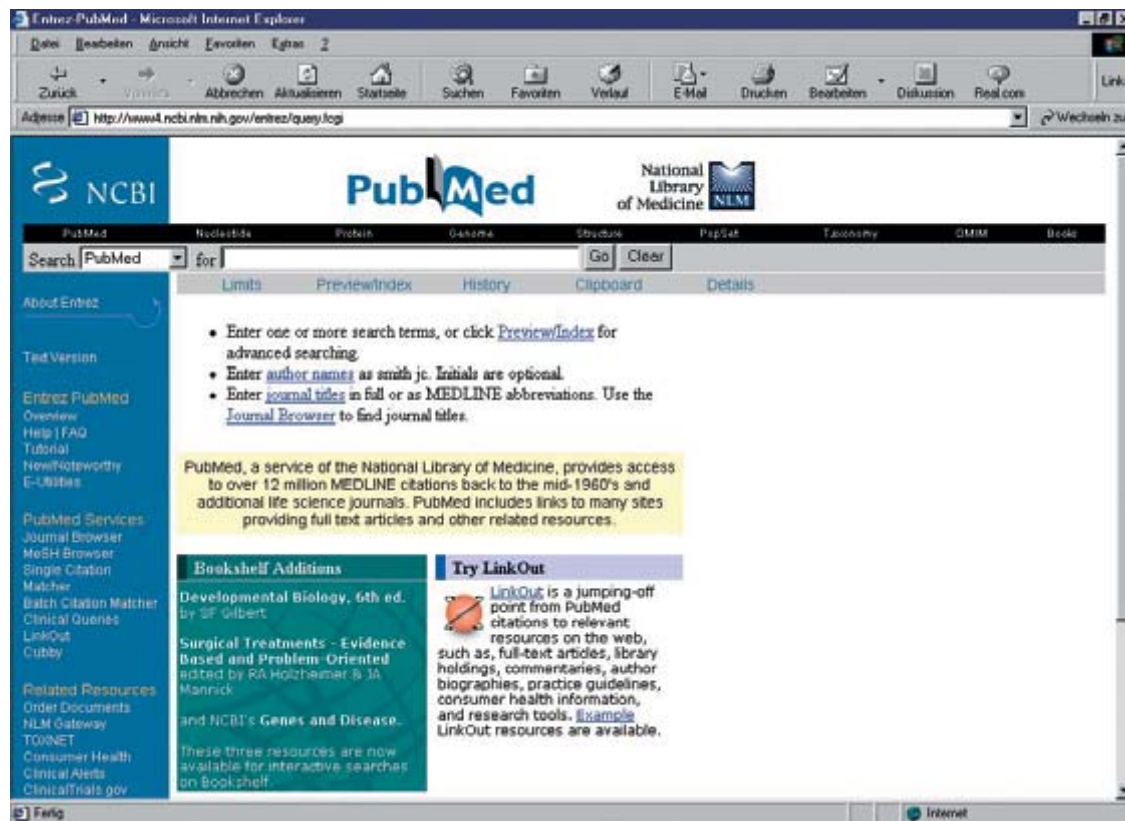 Entrez-PubMed - Microsoft Internet Explorer
Datei Bearbeiten Ansicht Favoriten Extras ?
Zurück Vorwärts Abbrechen Aktualisieren Startseite Suchen Favoriten Verlauf E-Mail Drucken Bearbeiten Diskussion Real.com Link
Adresse http://www4.ncbi.nlm.nih.gov/entrez/query.fcgi Wechseln zu
NCBI
PubMed
National
Library
of Medicine NLM
PubMed Nucleotide Protein Genome Structure PopSet Taxonomy OMIM Books
Search PubMed for Go Clear
Limits Preview/Index History Clipboard Details
About Entrez
Text Version
Entrez PubMed
Overview
Help | FAQ
Tutorial
New/Noteworthy
E-Utilities
PubMed Services
Journal Browser
MeSH Browser
Single Citation
Matcher
Batch Citation Matcher
Clinical Queries
LinkOut
Cubby
Related Resources
Order Documents
NLM Gateway
TOXNET
Consumer Health
Clinical Alerts
ClinicalTrials.gov
• Enter one or more search terms, or click Preview/Index for
advanced searching.
• Enter author names as smith jc. Initials are optional.
• Enter journal titles in full or as MEDLINE abbreviations. Use the
Journal Browser to find journal titles.
PubMed, a service of the National Library of Medicine, provides access
to over 12 million MEDLINE citations back to the mid-1960's and
additional life science journals. PubMed includes links to many sites
providing full text articles and other related resources.
Bookshelf Additions
Developmental Biology, 6th ed.
by SF Gilbert
Surgical Treatments - Evidence
Based and Problem-Oriented
edited by RA Holzheimer & JA
Mannick
and NCBI's Genes and Disease.
These three resources are now
available for interactive searches
on Bookshelf.
Try LinkOut
LinkOut is a jumping-off
point from PubMed
citations to relevant
resources on the web,
such as, full-text articles, library
holdings, commentaries, author
biographies, practice guidelines,
consumer health information,
and research tools. Example
LinkOut resources are available.
Fertig Internet